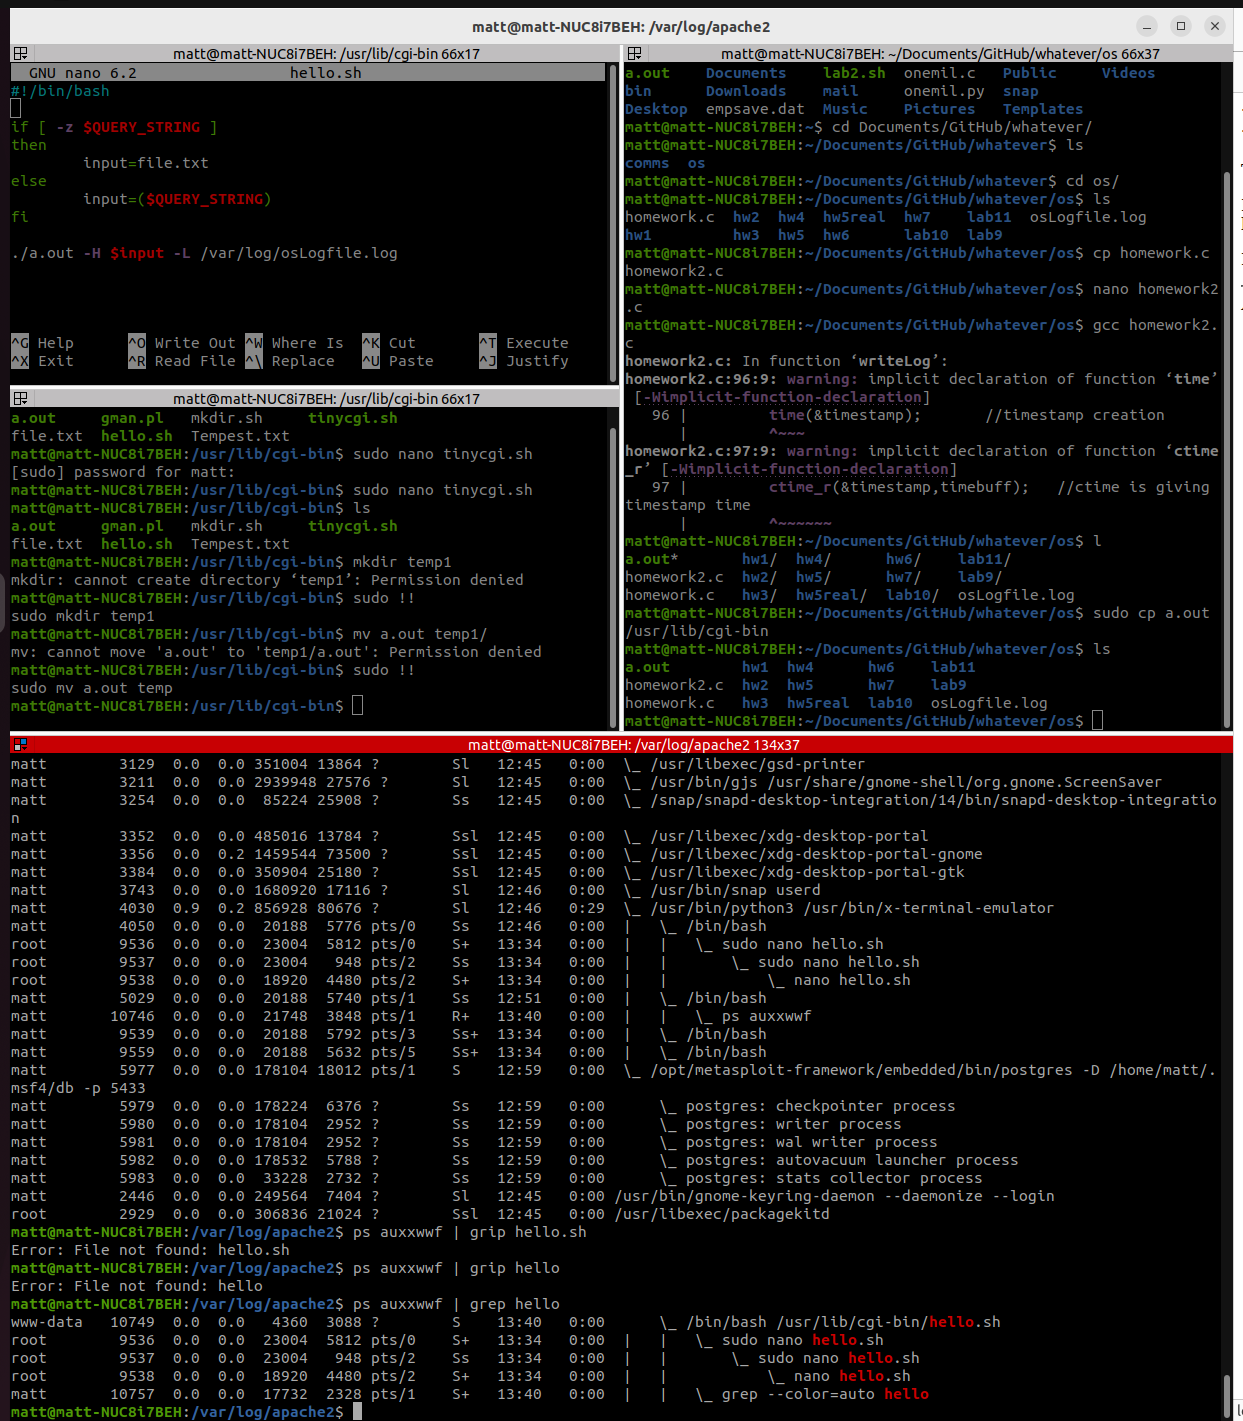 matt@matt-NUC8i7BEH: /var/log/apache2
matt@matt-NUC8i7BEH: /usr/lib/cgi-bin 66x17
GNU nano 6.2 hello.sh
#!/bin/bash
if [ -z $QUERY_STRING ]
then
input=file.txt
else
input=($QUERY_STRING)
fi
./a.out -H $input -L /var/log/osLogfile.log
^G Help ^O Write Out ^W Where Is ^K Cut ^T Execute
^X Exit ^R Read File ^\ Replace ^U Paste ^J Justify
matt@matt-NUC8i7BEH: /usr/lib/cgi-bin 66x17
a.out gman.pl mkdir.sh tinycgi.sh
file.txt hello.sh Tempest.txt
matt@matt-NUC8i7BEH:/usr/lib/cgi-bin$ sudo nano tinycgi.sh
[sudo] password for matt:
matt@matt-NUC8i7BEH:/usr/lib/cgi-bin$ sudo nano tinycgi.sh
matt@matt-NUC8i7BEH:/usr/lib/cgi-bin$ ls
a.out gman.pl mkdir.sh tinycgi.sh
file.txt hello.sh Tempest.txt
matt@matt-NUC8i7BEH:/usr/lib/cgi-bin$ mkdir temp1
mkdir: cannot create directory ‘temp1’: Permission denied
matt@matt-NUC8i7BEH:/usr/lib/cgi-bin$ sudo !!
sudo mkdir temp1
matt@matt-NUC8i7BEH:/usr/lib/cgi-bin$ mv a.out temp1/
mv: cannot move 'a.out' to 'temp1/a.out': Permission denied
matt@matt-NUC8i7BEH:/usr/lib/cgi-bin$ sudo !!
sudo mv a.out temp
matt@matt-NUC8i7BEH:/usr/lib/cgi-bin$
matt@matt-NUC8i7BEH: ~/Documents/GitHub/whatever/os 66x37
a.out Documents lab2.sh onemil.c Public Videos
bin Downloads mail onemil.py snap
Desktop empsave.dat Music Pictures Templates
matt@matt-NUC8i7BEH:~$ cd Documents/GitHub/whatever/
matt@matt-NUC8i7BEH:~/Documents/GitHub/whatever$ ls
comms os
matt@matt-NUC8i7BEH:~/Documents/GitHub/whatever$ cd os/
matt@matt-NUC8i7BEH:~/Documents/GitHub/whatever/os$ ls
homework.c hw2 hw4 hw5real hw7 lab11 osLogfile.log
hw1 hw3 hw5 hw6 lab10 lab9
matt@matt-NUC8i7BEH:~/Documents/GitHub/whatever/os$ cp homework.c
homework2.c
matt@matt-NUC8i7BEH:~/Documents/GitHub/whatever/os$ nano homework2
.c
matt@matt-NUC8i7BEH:~/Documents/GitHub/whatever/os$ gcc homework2.
c
homework2.c: In function ‘writeLog’:
homework2.c:96:9: warning: implicit declaration of function ‘time’
[-Wimplicit-function-declaration]
96 | time(&timestamp); //timestamp creation
| ^~~~
homework2.c:97:9: warning: implicit declaration of function ‘ctime
_r’ [-Wimplicit-function-declaration]
97 | ctime_r(&timestamp,timebuff); //ctime is giving
timestamp time
| ^~~~~~~
matt@matt-NUC8i7BEH:~/Documents/GitHub/whatever/os$ l
a.out* hw1/ hw4/ hw6/ lab11/
homework2.c hw2/ hw5/ hw7/ lab9/
homework.c hw3/ hw5real/ lab10/ osLogfile.log
matt@matt-NUC8i7BEH:~/Documents/GitHub/whatever/os$ sudo cp a.out
/usr/lib/cgi-bin
matt@matt-NUC8i7BEH:~/Documents/GitHub/whatever/os$ ls
a.out hw1 hw4 hw6 lab11
homework2.c hw2 hw5 hw7 lab9
homework.c hw3 hw5real lab10 osLogfile.log
matt@matt-NUC8i7BEH:~/Documents/GitHub/whatever/os$
matt@matt-NUC8i7BEH: /var/log/apache2 134x37
matt 3129 0.0 0.0 351004 13864 ? Sl 12:45 0:00 \_ /usr/libexec/gsd-printer
matt 3211 0.0 0.0 2939948 27576 ? Sl 12:45 0:00 \_ /usr/bin/gjs /usr/share/gnome-shell/org.gnome.ScreenSaver
matt 3254 0.0 0.0 85224 25908 ? Ss 12:45 0:00 \_ /snap/snapd-desktop-integration/14/bin/snapd-desktop-integratio
n
matt 3352 0.0 0.0 485016 13784 ? Ssl 12:45 0:00 \_ /usr/libexec/xdg-desktop-portal
matt 3356 0.0 0.2 1459544 73500 ? Ssl 12:45 0:00 \_ /usr/libexec/xdg-desktop-portal-gnome
matt 3384 0.0 0.0 350904 25180 ? Ssl 12:45 0:00 \_ /usr/libexec/xdg-desktop-portal-gtk
matt 3743 0.0 0.0 1680920 17116 ? Sl 12:46 0:00 \_ /usr/bin/snap userd
matt 4030 0.9 0.2 856928 80676 ? Sl 12:46 0:29 \_ /usr/bin/python3 /usr/bin/x-terminal-emulator
matt 4050 0.0 0.0 20188 5776 pts/0 Ss 12:46 0:00 | \_ /bin/bash
root 9536 0.0 0.0 23004 5812 pts/0 S+ 13:34 0:00 | | \_ sudo nano hello.sh
root 9537 0.0 0.0 23004 948 pts/2 Ss 13:34 0:00 | | \_ sudo nano hello.sh
root 9538 0.0 0.0 18920 4480 pts/2 S+ 13:34 0:00 | | \_ nano hello.sh
matt 5029 0.0 0.0 20188 5740 pts/1 Ss 12:51 0:00 | \_ /bin/bash
matt 10746 0.0 0.0 21748 3848 pts/1 R+ 13:40 0:00 | | \_ ps auxxwwf
matt 9539 0.0 0.0 20188 5792 pts/3 Ss+ 13:34 0:00 | \_ /bin/bash
matt 9559 0.0 0.0 20188 5632 pts/5 Ss+ 13:34 0:00 | \_ /bin/bash
matt 5977 0.0 0.0 178104 18012 pts/1 S 12:59 0:00 \_ /opt/metasploit-framework/embedded/bin/postgres -D /home/matt/.
msf4/db -p 5433
matt 5979 0.0 0.0 178224 6376 ? Ss 12:59 0:00 \_ postgres: checkpointer process
matt 5980 0.0 0.0 178104 2952 ? Ss 12:59 0:00 \_ postgres: writer process
matt 5981 0.0 0.0 178104 2952 ? Ss 12:59 0:00 \_ postgres: wal writer process
matt 5982 0.0 0.0 178532 5788 ? Ss 12:59 0:00 \_ postgres: autovacuum launcher process
matt 5983 0.0 0.0 33228 2732 ? Ss 12:59 0:00 \_ postgres: stats collector process
matt 2446 0.0 0.0 249564 7404 ? Sl 12:45 0:00 /usr/bin/gnome-keyring-daemon --daemonize --login
root 2929 0.0 0.0 306836 21024 ? Ssl 12:45 0:00 /usr/libexec/packagekitd
matt@matt-NUC8i7BEH:/var/log/apache2$ ps auxxwwf | grip hello.sh
Error: File not found: hello.sh
matt@matt-NUC8i7BEH:/var/log/apache2$ ps auxxwwf | grip hello
Error: File not found: hello
matt@matt-NUC8i7BEH:/var/log/apache2$ ps auxxwwf | grep hello
www-data 10749 0.0 0.0 4360 3088 ? S 13:40 0:00 \_ /bin/bash /usr/lib/cgi-bin/hello.sh
root 9536 0.0 0.0 23004 5812 pts/0 S+ 13:34 0:00 | | \_ sudo nano hello.sh
root 9537 0.0 0.0 23004 948 pts/2 Ss 13:34 0:00 | | \_ sudo nano hello.sh
root 9538 0.0 0.0 18920 4480 pts/2 S+ 13:34 0:00 | | \_ nano hello.sh
matt 10757 0.0 0.0 17732 2328 pts/1 S+ 13:40 0:00 | | \_ grep --color=auto hello
matt@matt-NUC8i7BEH:/var/log/apache2$